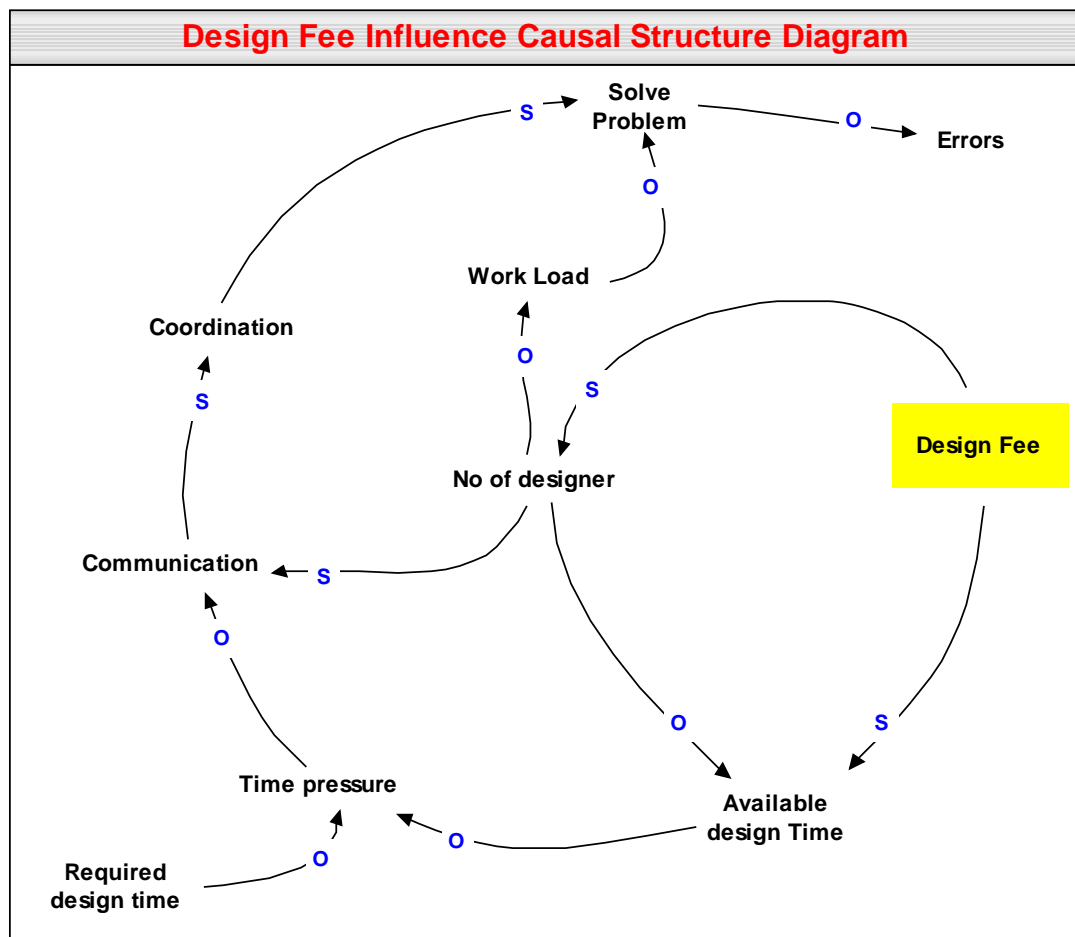 Design Fee Influence Causal Structure Diagram
Solve
Problem
S
O
Errors
O
Work Load
Coordination
O
S
S
Design Fee
No of designer
Communication
S
O
O
S
Time pressure
Available
design Time
O
O
Required
design time